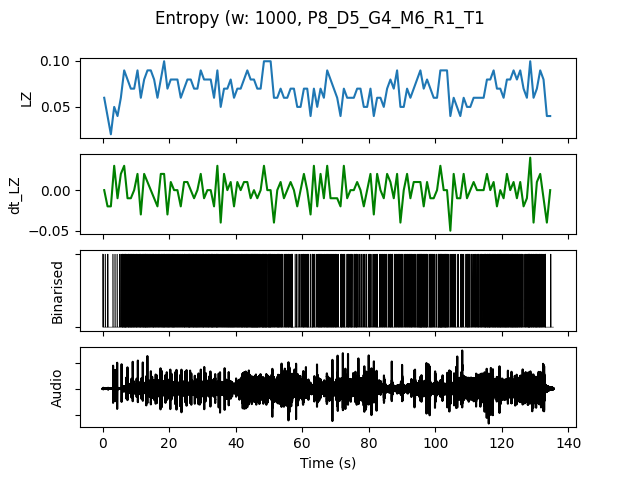 Entropy (w: 1000, P8_D5_G4_M6_R1_T1
0.10
0.05
LZ
0.00
−0.05
dt_LZ
Binarised
Audio
0 20 40 60 80 100 120 140
Time (s)